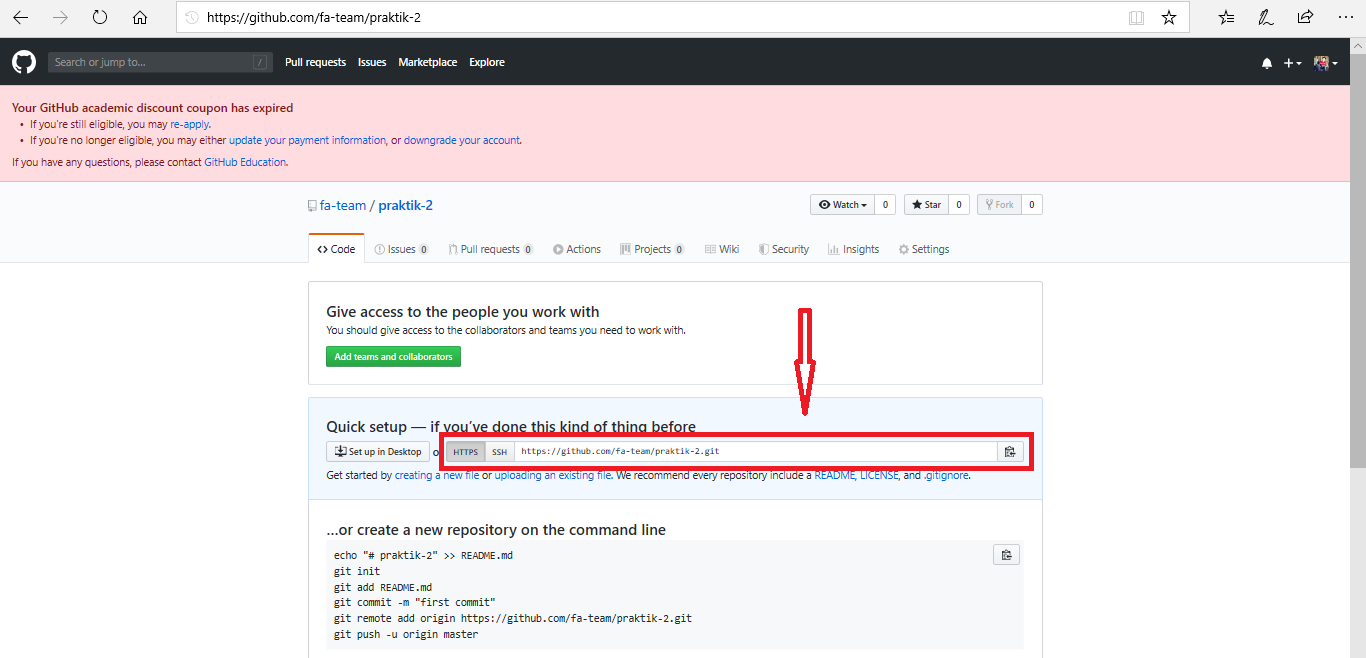 https://github.com/fa-team/praktik-2
Search or jump to... /
Pull requests Issues Marketplace Explore
Your GitHub academic discount coupon has expired
• If you're still eligible, you may re-apply.
• If you're no longer eligible, you may either update your payment information, or downgrade your account.
If you have any questions, please contact GitHub Education.
fa-team / praktik-2
Watch 0 Star 0 Fork 0
Code Issues 0 Pull requests 0 Actions Projects 0 Wiki Security Insights Settings
Give access to the people you work with
You should give access to the collaborators and teams you need to work with.
Add teams and collaborators
Quick setup — if you've done this kind of thing before
Set up in Desktop o HTTPS SSH https://github.com/fa-team/praktik-2.git
Get started by creating a new file or uploading an existing file. We recommend every repository include a README, LICENSE, and .gitignore.
...or create a new repository on the command line
echo "# praktik-2" >> README.md
git init
git add README.md
git commit -m "first commit"
git remote add origin https://github.com/fa-team/praktik-2.git
git push -u origin master